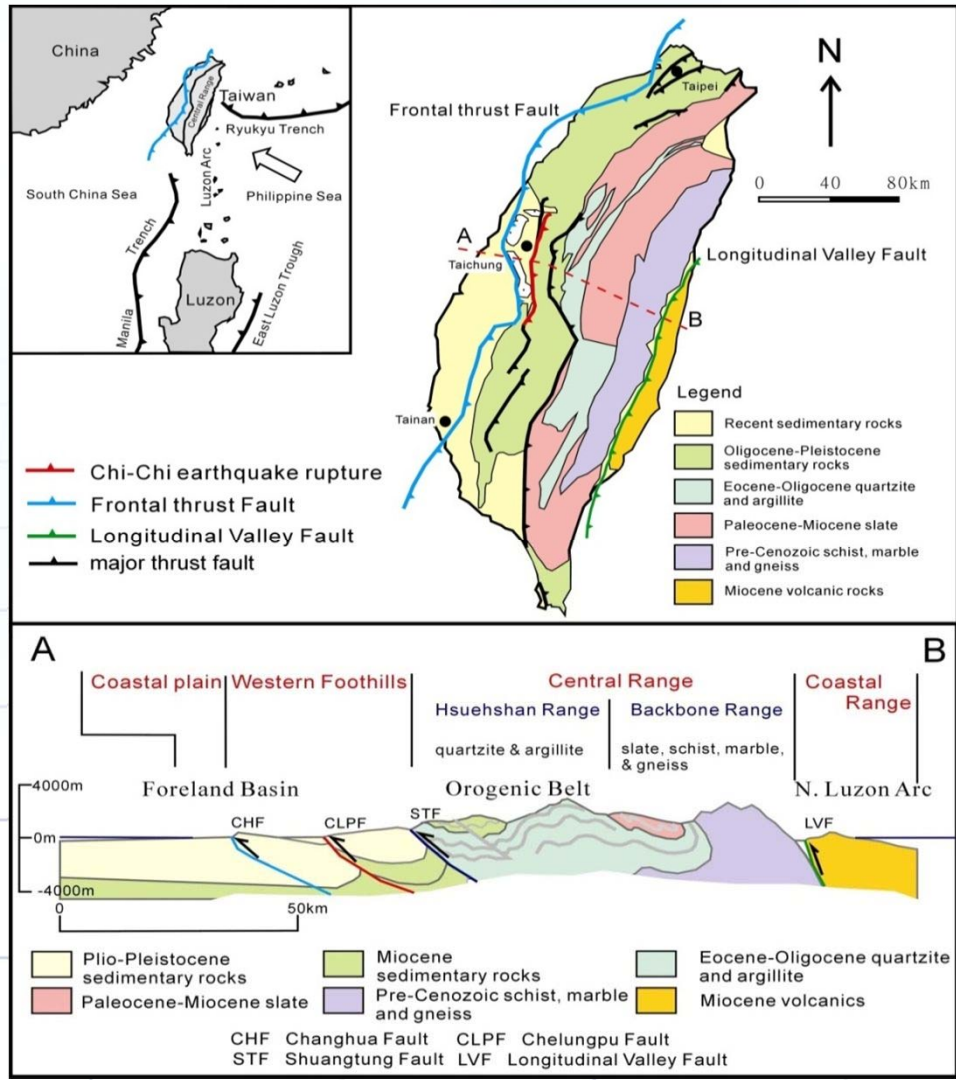 China
Central Range
Taiwan
Ryukyu Trench
Luzon Arc
South China Sea
Philippine Sea
Manila Trench
Luzon
East Luzon Trough
Frontal thrust Fault
Taipei
N
0 40 80km
A
Taichung
Longitudinal Valley Fault
B
Tainan
Legend
Recent sedimentary rocks
Oligocene-Pleistocene
sedimentary rocks
Eocene-Oligocene quartzite
and argillite
Paleocene-Miocene slate
Pre-Cenozoic schist, marble
and gneiss
Miocene volcanic rocks
Chi-Chi earthquake rupture
Frontal thrust Fault
Longitudinal Valley Fault
major thrust fault
A B
Coastal plain Western Foothills Central Range Coastal
Range
Hsuehshan Range Backbone Range
quartzite & argillite slate, schist, marble,
& gneiss
Foreland Basin Orogenic Belt N. Luzon Arc
4000m
CHF CLPF STF LVF
0m
-4000m
0 50km
Plio-Pleistocene
sedimentary rocks
Miocene
sedimentary rocks
Eocene-Oligocene quartzite
and argillite
Paleocene-Miocene slate
Pre-Cenozoic schist, marble
and gneiss
Miocene volcanics
CHF Changhua Fault CLPF Chelungpu Fault
STF Shuangtung Fault LVF Longitudinal Valley Fault